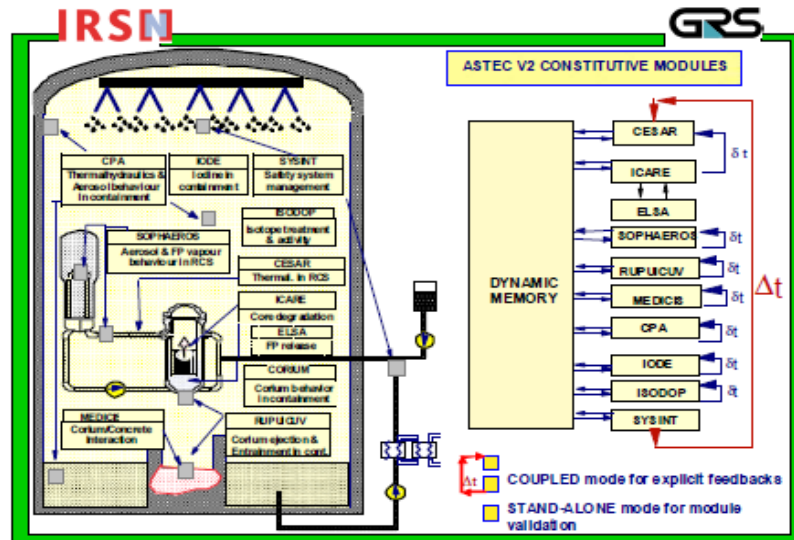 IRSN
GRS
ASTEC V2 CONSTITUTIVE MODULES
CPA
Thermalhydraulics &
Aerosol behaviour
In containment
IODE
Iodine in
containment
SYSINT
Safety system
management
ISODOP
Isotope treatment
& activity
SOPHAEROS
Aerosol & FP vapour
behaviour in RCS
CESAR
Thermal. In RCS
ICARE
Core degradation
ELSA
FP release
CORIUM
Corium behavior
In containment
MEDICE
Corium/Concrete
Interaction
RUPUICUV
Corium ejection &
Entrainment in cont.
DYNAMIC
MEMORY
CESAR
δt
ICARE
ELSA
SOPHAEROS
δt
RUPUICUV
δt
MEDICIS
δt
CPA
δt
IODE
δt
ISODOP
δt
SYSINT
Δt
Δt
COUPLED mode for explicit feedbacks
STAND-ALONE mode for module
validation